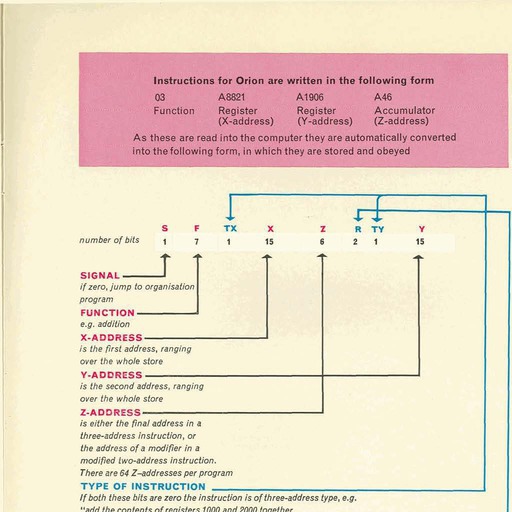 Instructions for Orion are written in the following form
03 A8821 A1906 A46
Function Register Register Accumulator
(X-address) (Y-address) (Z-address)
As these are read into the computer they are automatically converted
into the following form, in which they are stored and obeyed
S F TX X Z R TY Y
number of bits 1 7 1 15 6 2 1 15
SIGNAL
if zero, jump to organisation
program
FUNCTION
e.g. addition
X-ADDRESS
is the first address, ranging
over the whole store
Y-ADDRESS
is the second address, ranging
over the whole store
Z-ADDRESS
is either the final address in a
three-address instruction, or
the address of a modifier in a
modified two-address instruction.
There are 64 Z-addresses per program
TYPE OF INSTRUCTION
If both these bits are zero the instruction is of three-address type, e.g.
"add the contents of registers 1000 and 2000 together